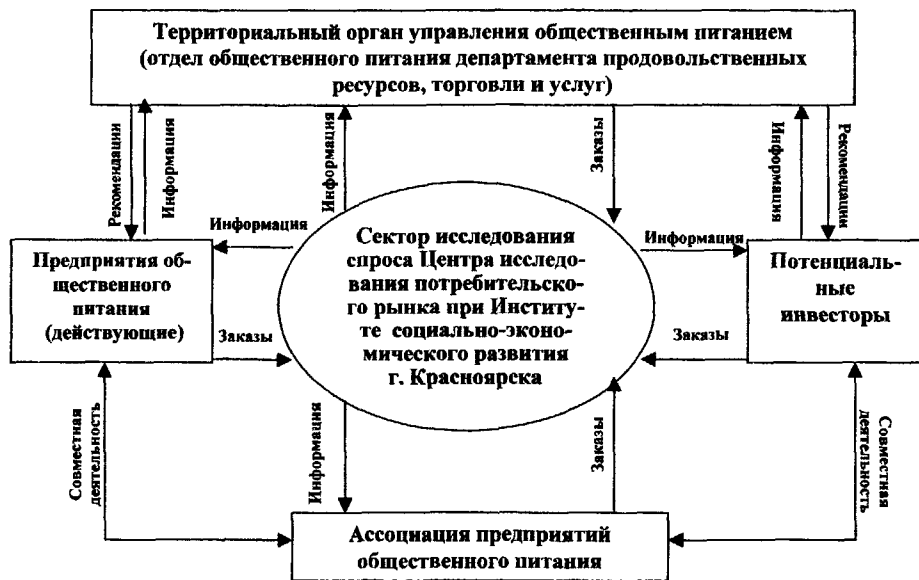 Территориальный орган управления общественным питанием
(отдел общественного питания департамента продовольственных
ресурсов, торговли и услуг)
Рекомендации
Информация
Информация
Заказы
Информация
Рекомендации
Информация
Информация
Предприятия об-
щественного
питания
(действующие)
Сектор исследования
спроса Центра исследо-
вания потребительско-
го рынка при Институ-
те социально-эконо-
мического развития
г. Красноярска
Потенциаль-
ные
инвесторы
Заказы
Заказы
Совместная
деятельность
Информация
Заказы
Совместная
деятельность
Ассоциация предприятий
общественного питания